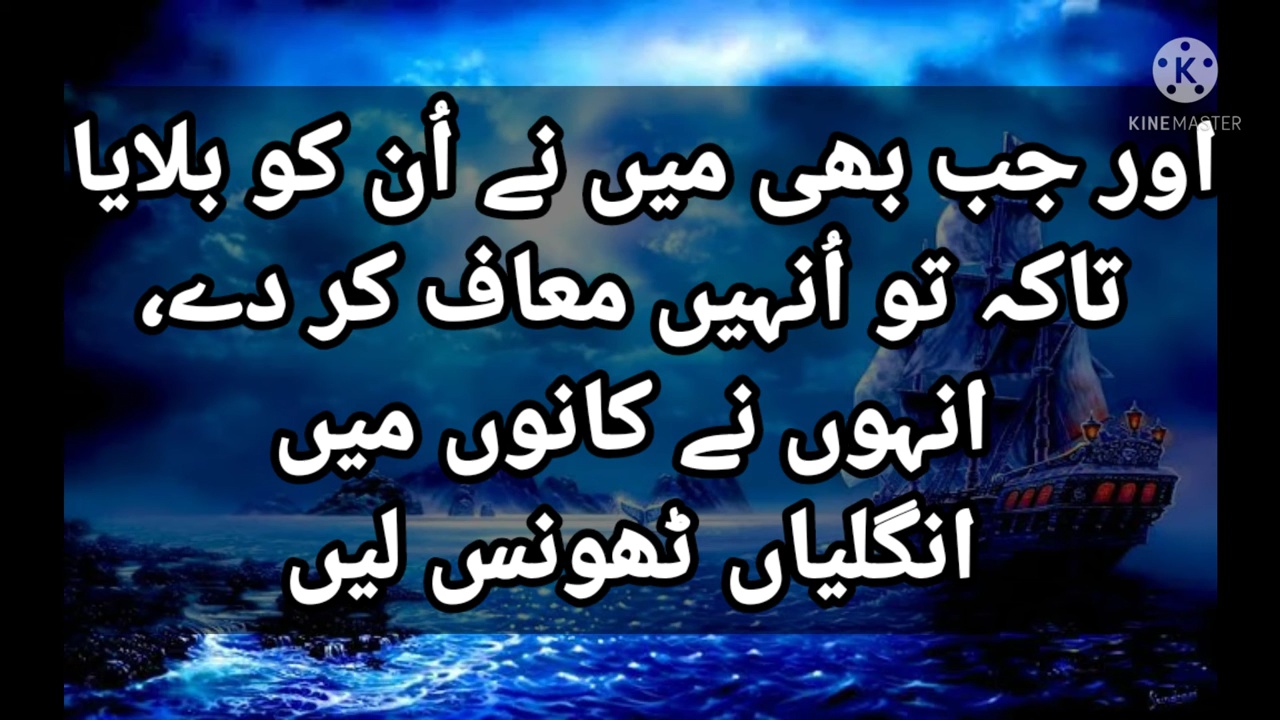 KINEMASTER
اور جب بھی میں نے اُن کو بلایا
تاکہ تو اُنہیں معاف کر دے،
انہوں نے کانوں میں
انگلیاں ٹھونس لیں